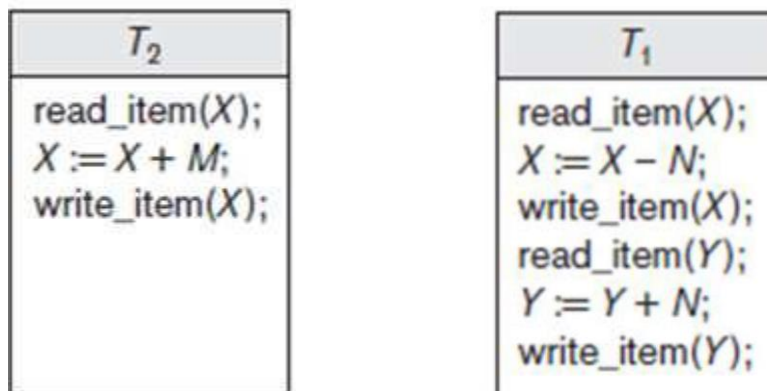 T₂
read_item(X);
X := X + M;
write_item(X);
T₁
read_item(X);
X := X – N;
write_item(X);
read_item(Y);
Y := Y + N;
write_item(Y);